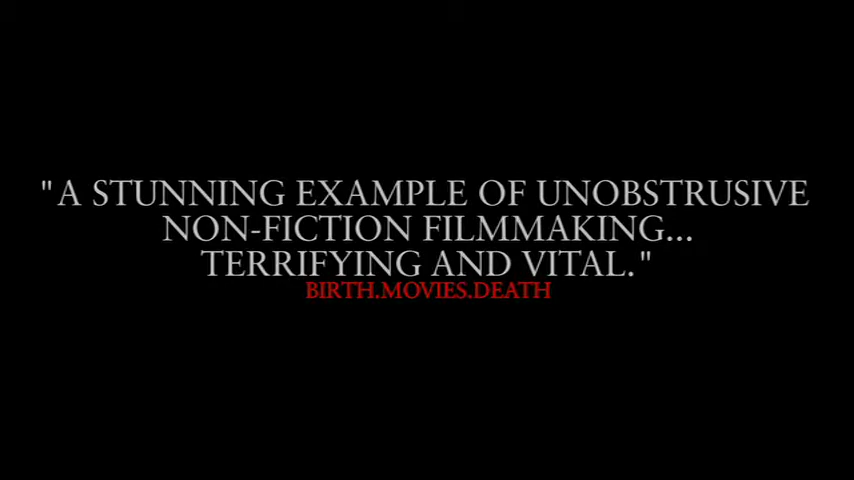 "A STUNNING EXAMPLE OF UNOBSTRUSIVE
NON-FICTION FILMMAKING...
TERRIFYING AND VITAL."
BIRTH.MOVIES.DEATH